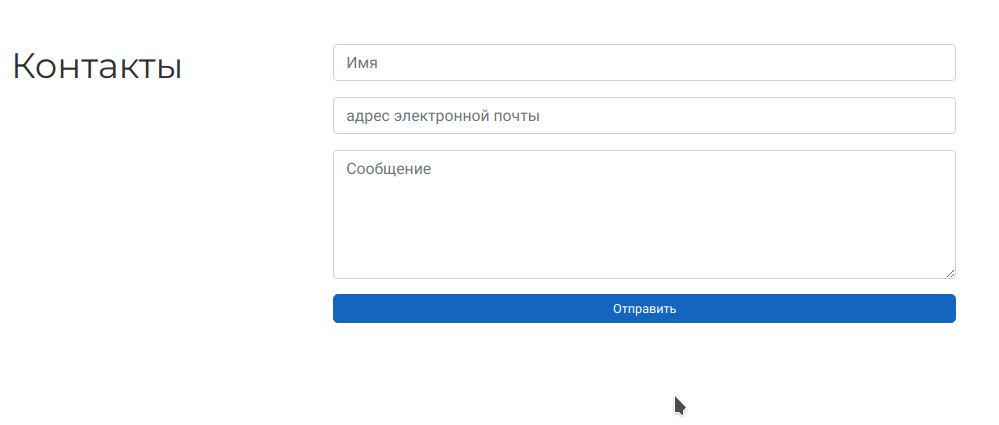 Контакты
Имя
адрес электронной почты
Сообщение
Отправить